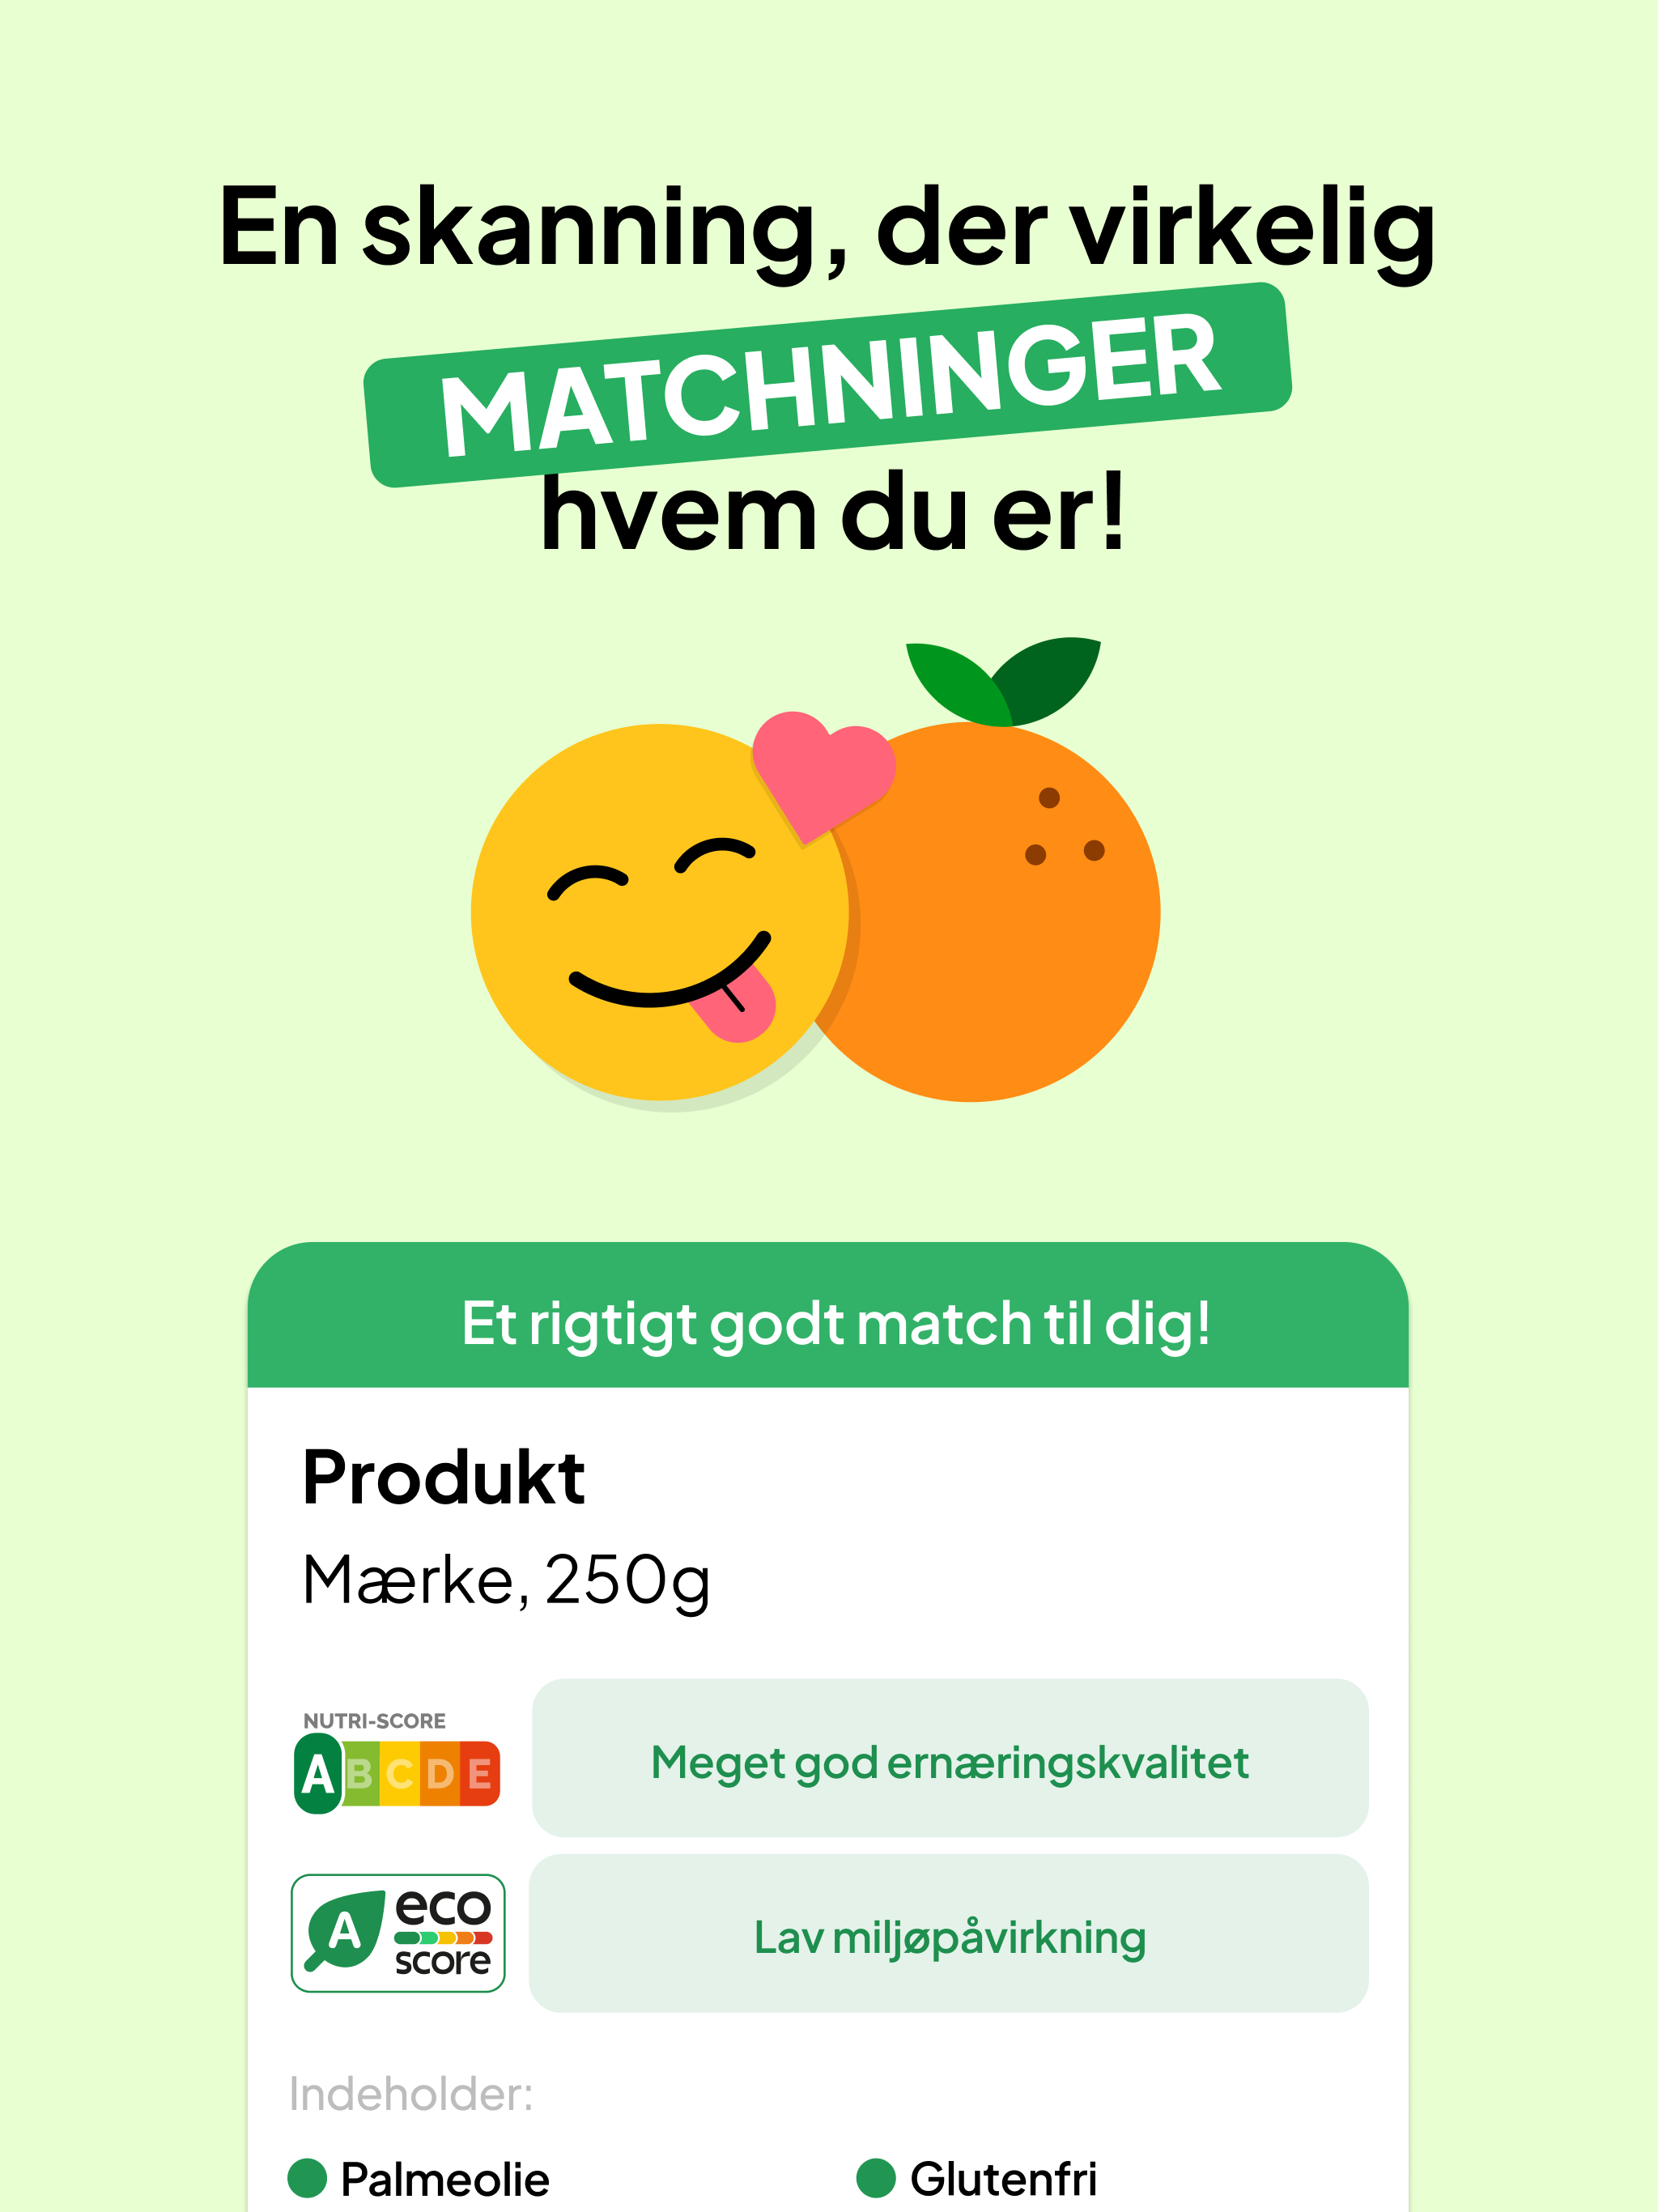 En skanning, der virkelig
MATCHNINGER
hvem du er!
Et rigtigt godt match til dig!
Produkt
Mærke, 250g
NUTRI-SCORE
A B C D E
Meget god ernæringskvalitet
A eco score
Lav miljøpåvirkning
Indeholder:
Palmeolie
Glutenfri